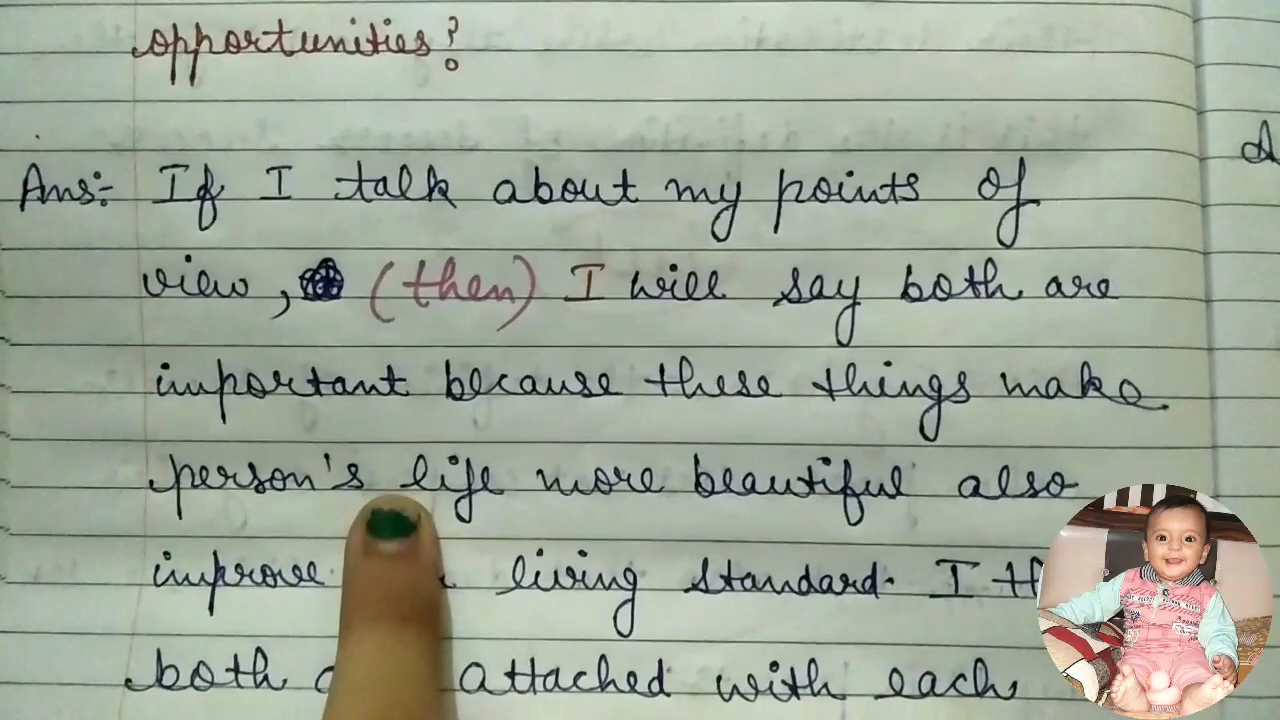 opportunities?
Ans:- If I talk about my points of
view, (then) I will say both are
important because these things make
person's life more beautiful also
improve living standard. I
both attached with each